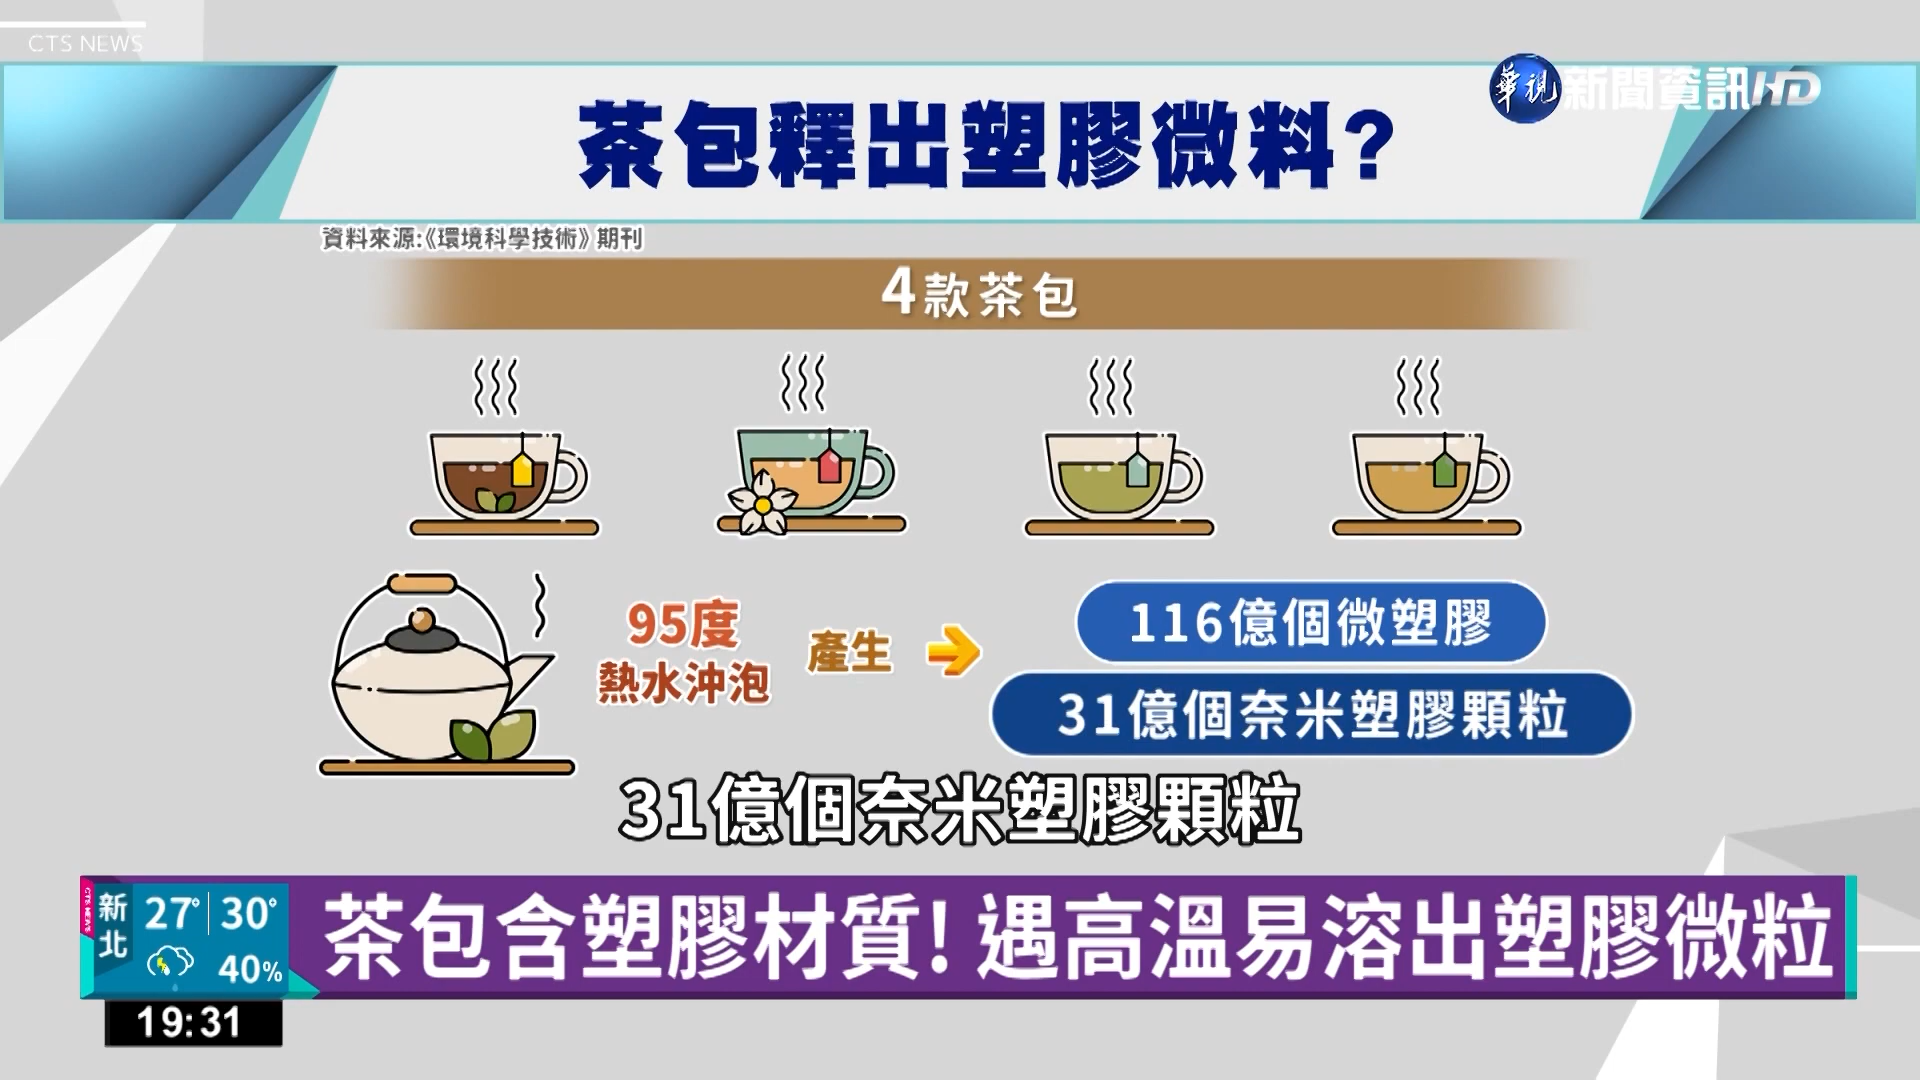 CTS NEWS
華視新聞資訊HD
茶包釋出塑膠微料?
資料來源:《環境科學技術》期刊
4款茶包
95度
熱水沖泡
產生
116億個微塑膠
31億個奈米塑膠顆粒
31億個奈米塑膠顆粒
CTS NEWS
新北
27° 30°
40%
茶包含塑膠材質! 遇高溫易溶出塑膠微粒
19:31